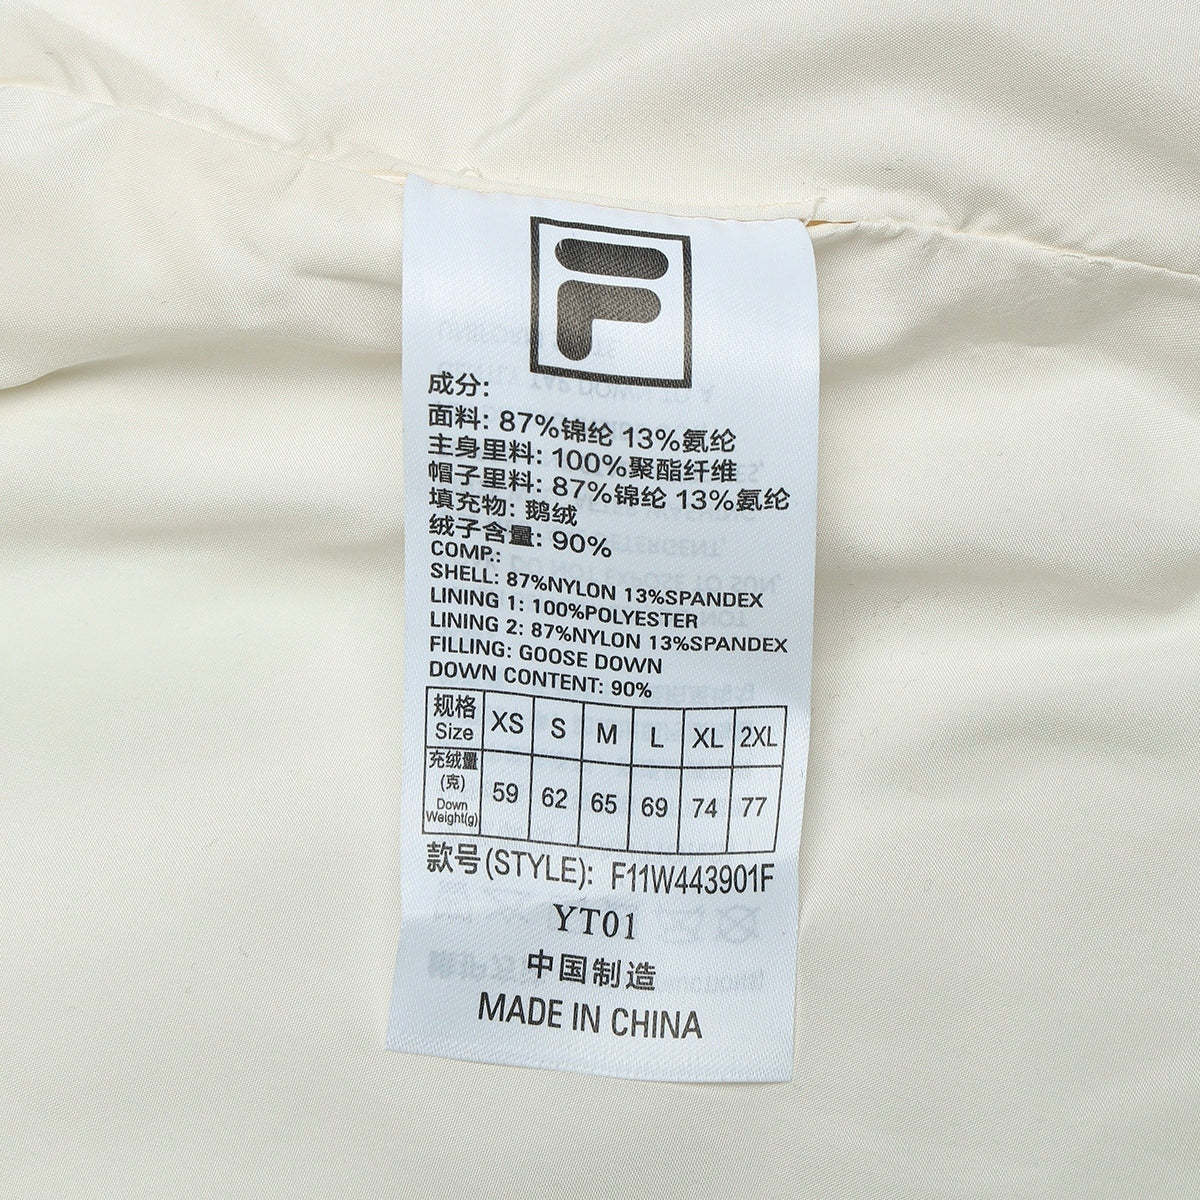 F
成分:
面料: 87%锦纶 13%氨纶
主身里料: 100%聚酯纤维
帽子里料: 87%锦纶 13%氨纶
填充物: 鹅绒
绒子含量: 90%
COMP.:
SHELL: 87%NYLON 13%SPANDEX
LINING 1: 100%POLYESTER
LINING 2: 87%NYLON 13%SPANDEX
FILLING: GOOSE DOWN
DOWN CONTENT: 90%
规格 Size XS S M L XL 2XL
充绒量 (克) Down Weight(g) 59 62 65 69 74 77
款号(STYLE): F11W443901F
YT01
中国制造
MADE IN CHINA